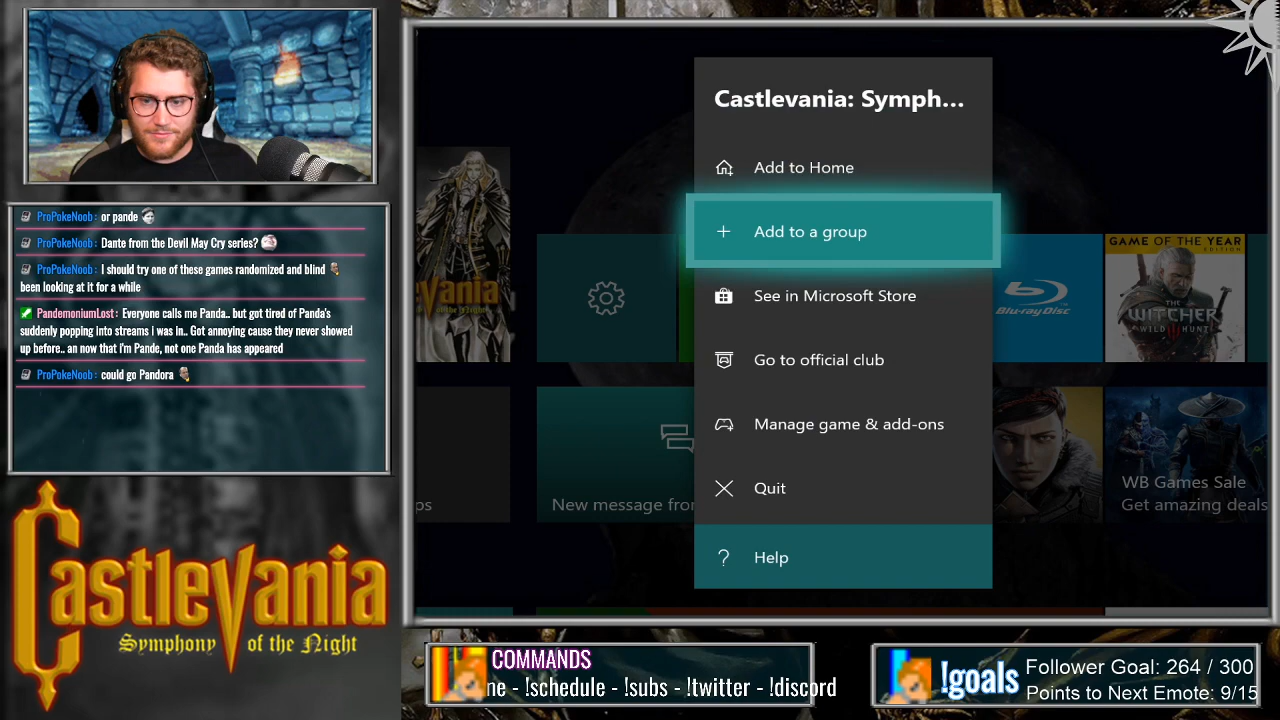 ProPokeNoob: or pande
ProPokeNoob: Dante from the Devil May Cry series?
ProPokeNoob: I should try one of these games randomized and blind
been looking at it for a while
PandemoniumLost: Everyone calls me Panda.. but got tired of Panda's
suddenly popping into streams I was in.. Got annoying cause they never showed
up before.. an now that i'm Pande, not one Panda has appeared
ProPokeNoob: could go Pandora
Castlevania
Symphony of the Night
Castlevania: Symph...
Add to Home
Add to a group
See in Microsoft Store
Go to official club
Manage game & add-ons
Quit
Help
vania
ps
New message from
Blu-ray Disc
GAME OF THE YEAR
EDITION
THE
WITCHER
WILD HUNT
WB Games Sale
Get amazing deals
COMMANDS
ne - !schedule - !subs - !twitter - !discord
!goals
Follower Goal: 264 / 300
Points to Next Emote: 9/15